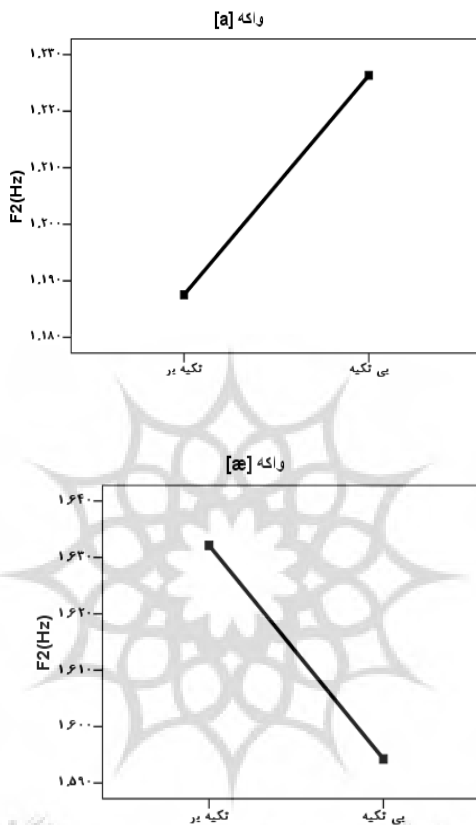 واکه [a]
۱,۲۳۰
۱,۲۲۰
۱,۲۱۰
۱,۲۰۰
۱,۱۹۰
۱,۱۸۰
F2(Hz)
تکیه بر
بی تکیه
واکه [æ]
۱,۶۴۰
۱,۶۳۰
۱,۶۲۰
۱,۶۱۰
۱,۶۰۰
۱,۵۹۰
F2(Hz)
تکیه بر
بی تکیه